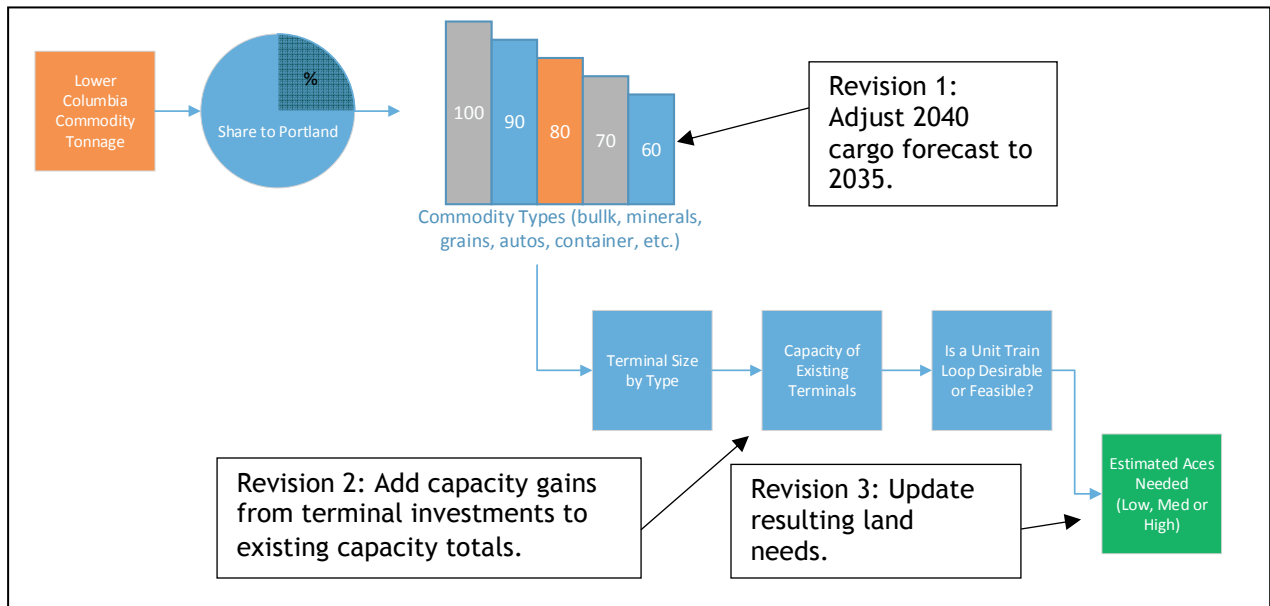 Lower
Columbia
Commodity
Tonnage
%
Share to Portland
100
90
80
70
60
Commodity Types (bullk, minerals,
grains, autos, container, etc.)
Revision 1:
Adjust 2040
cargo forecast to
2035.
Terminal Size
by Type
Capacity of
Existing
Terminals
Is a Unit Train
Loop Desirable
or Feasible?
Revision 2: Add capacity gains
from terminal investments to
existing capacity totals.
Revision 3: Update
resulting land
needs.
Estimated Aces
Needed
(Low, Med or
High)